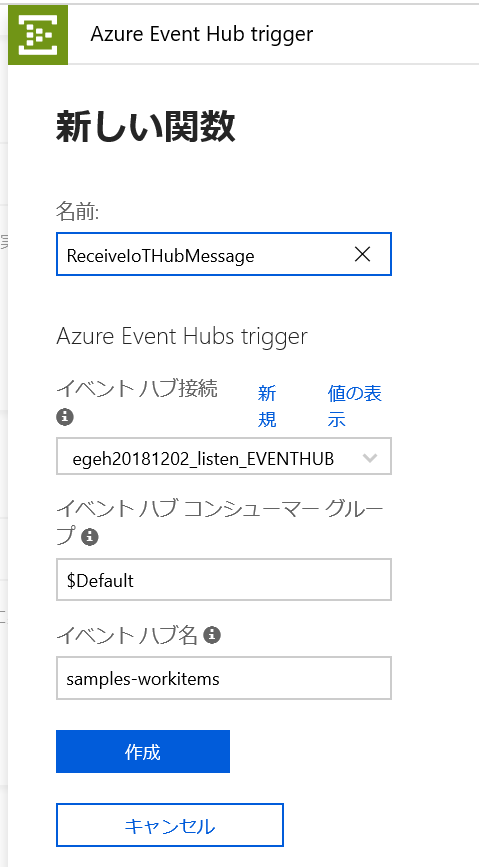 Azure Event Hub trigger
新しい関数
名前:
ReceiveIoTHubMessage
Azure Event Hubs trigger
イベント ハブ接続
新規
値の表示
egeh20181202_listen_EVENTHUB
イベント ハブ コンシューマー グルー
プ
$Default
イベント ハブ名
samples-workitems
作成
キャンセル